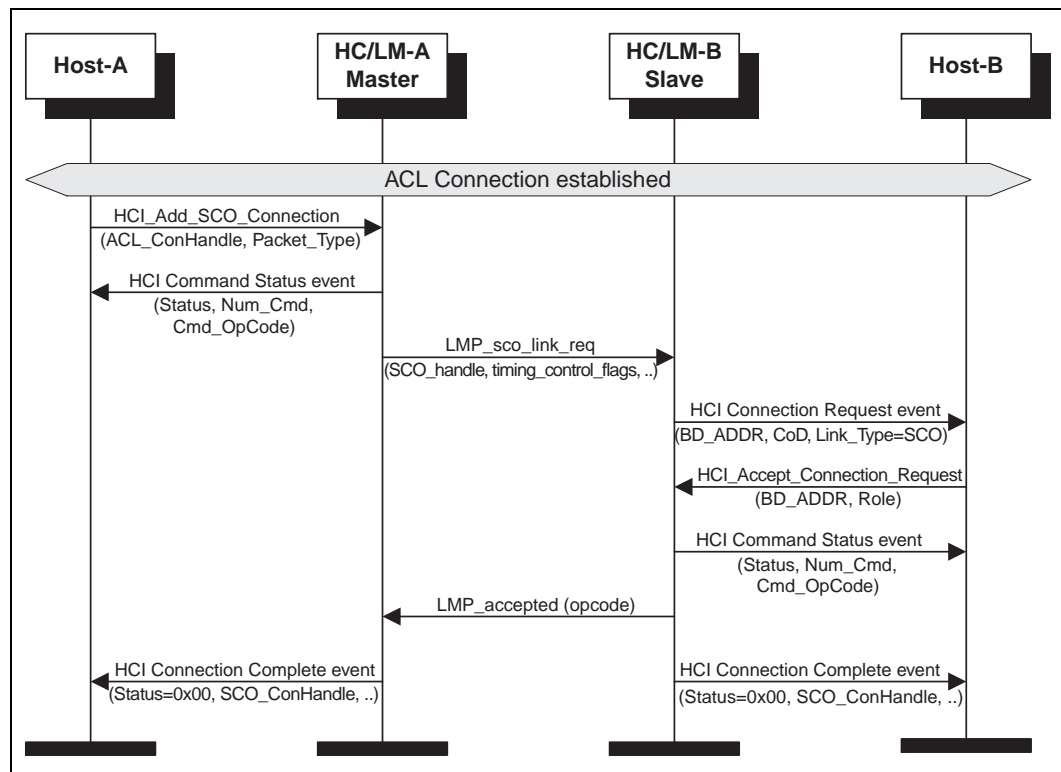 Host-A
HC/LM-A
Master
HC/LM-B
Slave
Host-B
ACL Connection established
HCI_Add_SCO_Connection
(ACL_ConHandle, Packet_Type)
HCI Command Status event
(Status, Num_Cmd,
Cmd_OpCode)
LMP_sco_link_req
(SCO_handle, timing_control_flags, ..)
HCI Connection Request event
(BD_ADDR, CoD, Link_Type=SCO)
HCI_Accept_Connection_Request
(BD_ADDR, Role)
HCI Command Status event
(Status, Num_Cmd,
Cmd_OpCode)
LMP_accepted (opcode)
HCI Connection Complete event
(Status=0x00, SCO_ConHandle, ..)
HCI Connection Complete event
(Status=0x00, SCO_ConHandle, ..)